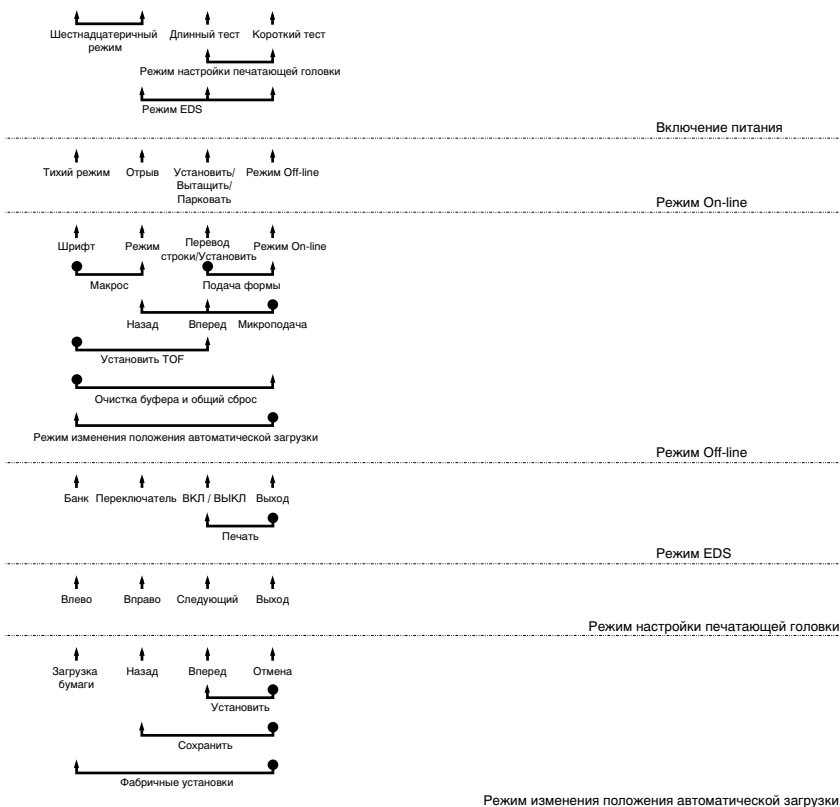 Шестнадцатеричный Длинный тест Короткий тест
режим
Режим настройки печатающей головки
Режим EDS
Включение питания
Тихий режим Отрыв Установить/ Режим Off-line
Вытащить/
Парковать
Режим On-line
Шрифт Режим Перевод Режим On-line
строки/Установить
Макрос Подача формы
Назад Вперед Микроподача
Установить TOF
Очистка буфера и общий сброс
Режим изменения положения автоматической загрузки
Режим Off-line
Банк Переключатель ВКЛ / ВЫКЛ Выход
Печать
Режим EDS
Влево Вправо Следующий Выход
Режим настройки печатающей головки
Загрузка Назад Вперед Отмена
бумаги
Установить
Сохранить
Фабричные установки
Режим изменения положения автоматической загрузки